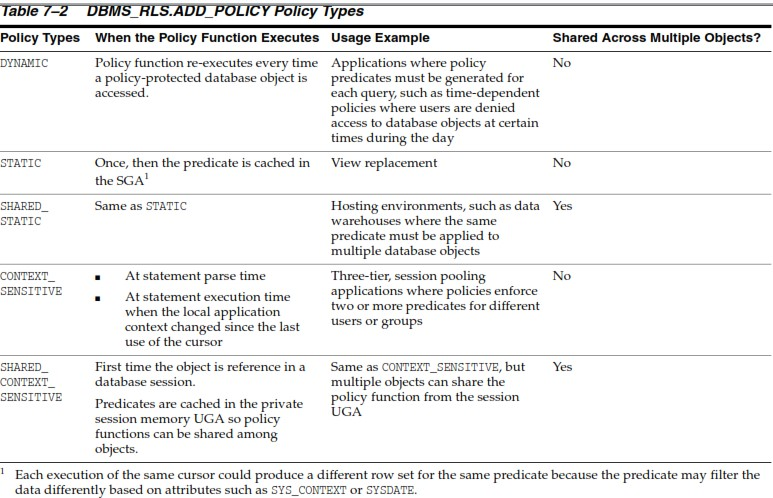 Table 7–2 DBMS_RLS.ADD_POLICY Policy Types
Policy Types When the Policy Function Executes Usage Example Shared Across Multiple Objects?
DYNAMIC
Policy function re-executes every time
a policy-protected database object is
accessed.
Applications where policy
predicates must be generated for
each query, such as time-dependent
policies where users are denied
access to database objects at certain
times during the day
No
STATIC
Once, then the predicate is cached in
the SGA1
View replacement
No
SHARED_
STATIC
Same as STATIC
Hosting environments, such as data
warehouses where the same
predicate must be applied to
multiple database objects
Yes
CONTEXT_
SENSITIVE
■ At statement parse time
■ At statement execution time
when the local application
context changed since the last
use of the cursor
Three-tier, session pooling
applications where policies enforce
two or more predicates for different
users or groups
No
SHARED_
CONTEXT_
SENSITIVE
First time the object is reference in a
database session.
Predicates are cached in the private
session memory UGA so policy
functions can be shared among
objects.
Same as CONTEXT_SENSITIVE, but
multiple objects can share the
policy function from the session
UGA
Yes
1 Each execution of the same cursor could produce a different row set for the same predicate because the predicate may filter the
data differently based on attributes such as SYS_CONTEXT or SYSDATE.